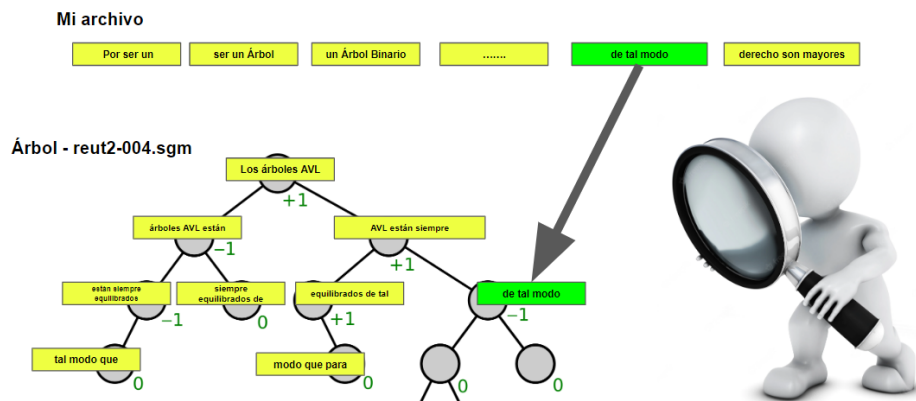 Mi archivo
Por ser un
ser un Árbol
un Árbol Binario
.......
de tal modo
derecho son mayores
Árbol - reut2-004.sgm
Los árboles AVL
+1
árboles AVL están
-1
AVL están siempre
+1
están siempre
equilibrados
-1
siempre
equilibrados de
0
equilibrados de tal
+1
de tal modo
-1
tal modo que
0
modo que para
0
0
0